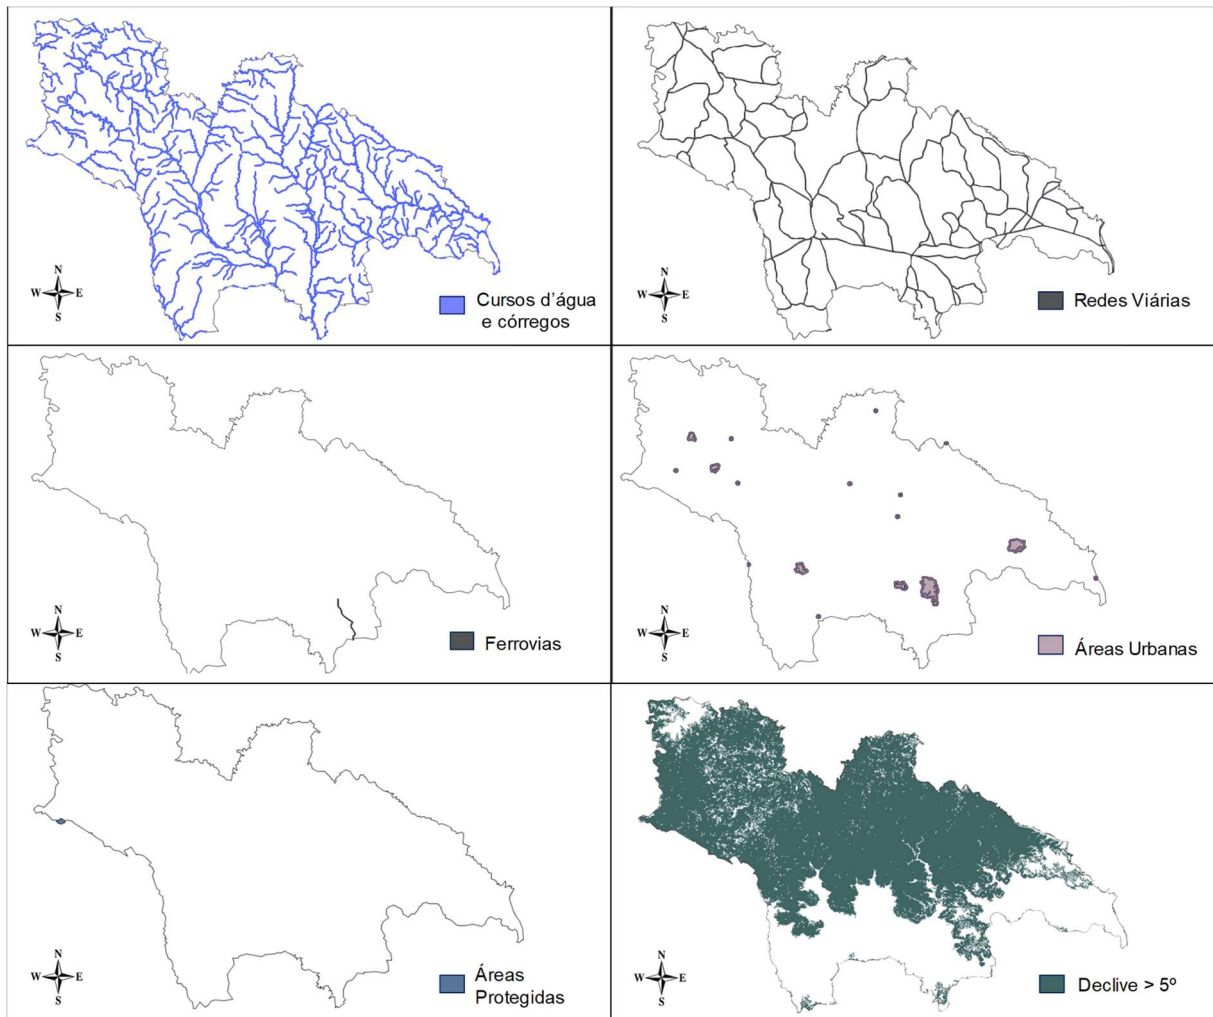 N
W E
S
Cursos d'água
e córregos
N
W E
S
Redes Viárias
N
W E
S
Ferrovias
N
W E
S
Áreas Urbanas
N
W E
S
Áreas
Protegidas
N
W E
S
Declive > 5º